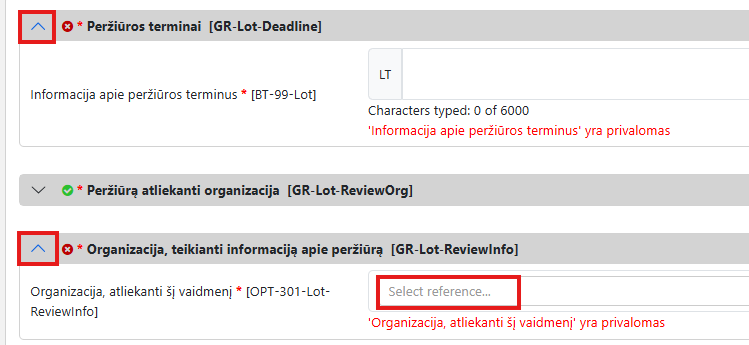 * Peržiūros terminai [GR-Lot-Deadline]
Informacija apie peržiūros terminus * [BT-99-Lot]
LT
Characters typed: 0 of 6000
'Informacija apie peržiūros terminus' yra privalomas
* Peržiūrą atliekanti organizacija [GR-Lot-ReviewOrg]
* Organizacija, teikianti informaciją apie peržiūrą [GR-Lot-ReviewInfo]
Organizacija, atliekanti šį vaidmenį * [OPT-301-Lot-
ReviewInfo]
Select reference...
'Organizacija, atliekanti šį vaidmenį' yra privalomas